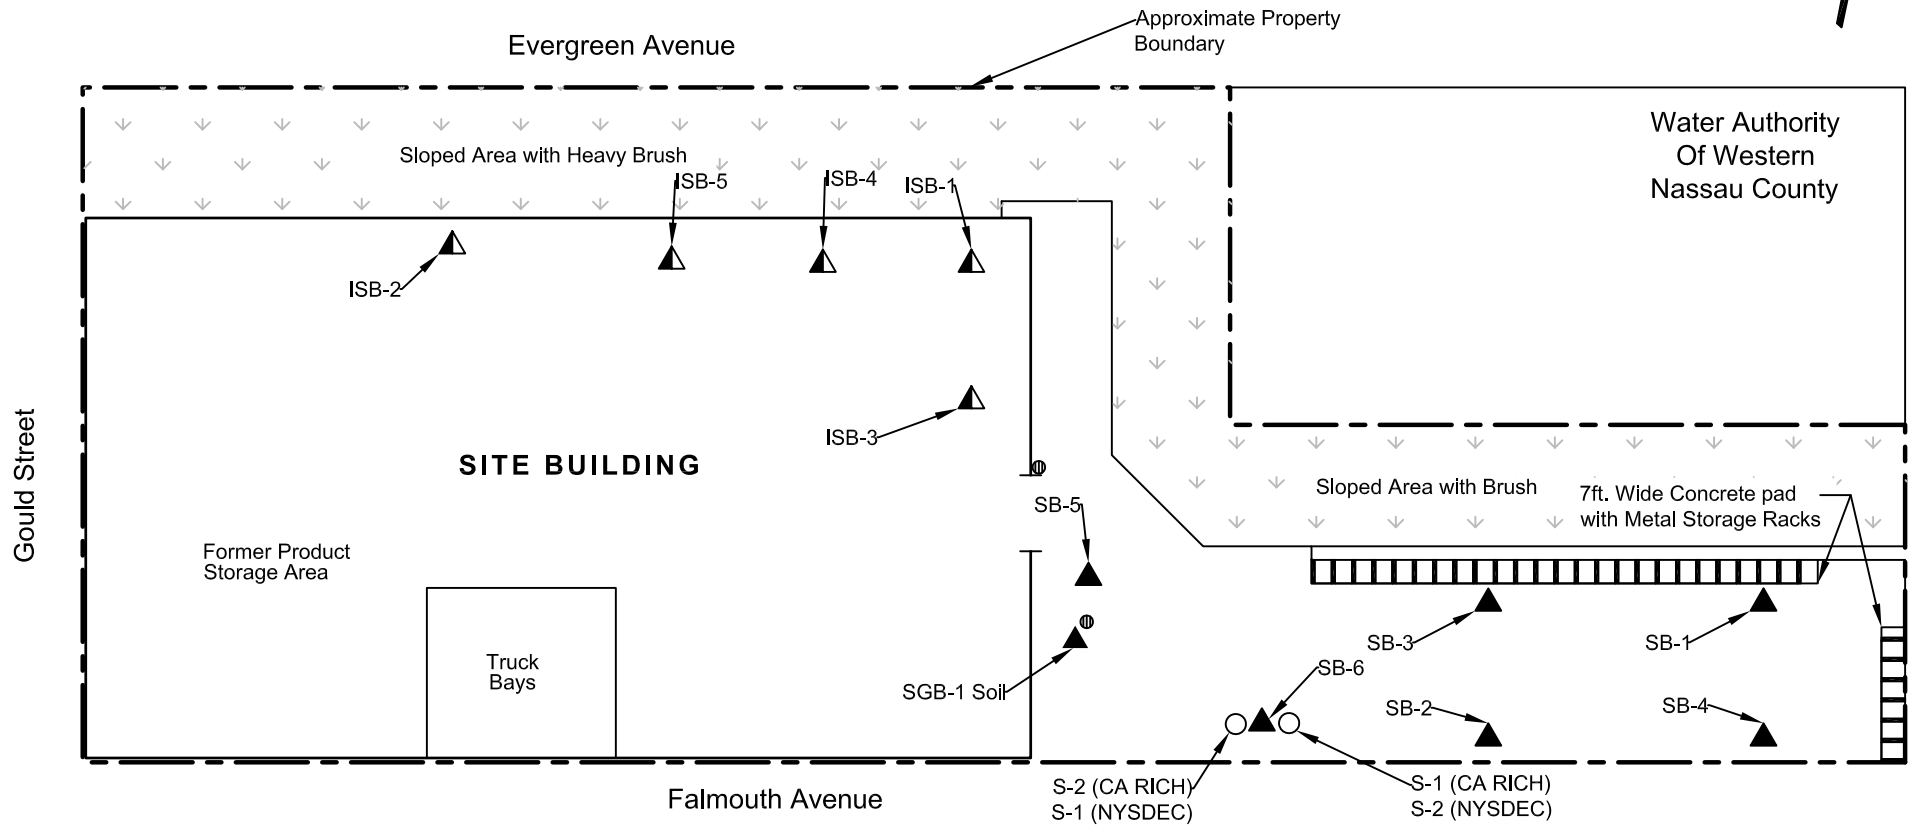 Approximate Property
Boundary
Evergreen Avenue
Water Authority
Of Western
Nassau County
Sloped Area with Heavy Brush
ISB-5
ISB-4
ISB-1
ISB-2
ISB-3
SITE BUILDING
Gould Street
SB-5
Sloped Area with Brush
7ft. Wide Concrete pad
with Metal Storage Racks
Former Product
Storage Area
Truck
Bays
SGB-1 Soil
SB-3
SB-1
SB-6
SB-2
SB-4
S-2 (CA RICH)
S-1 (NYSDEC)
S-1 (CA RICH)
S-2 (NYSDEC)
Falmouth Avenue